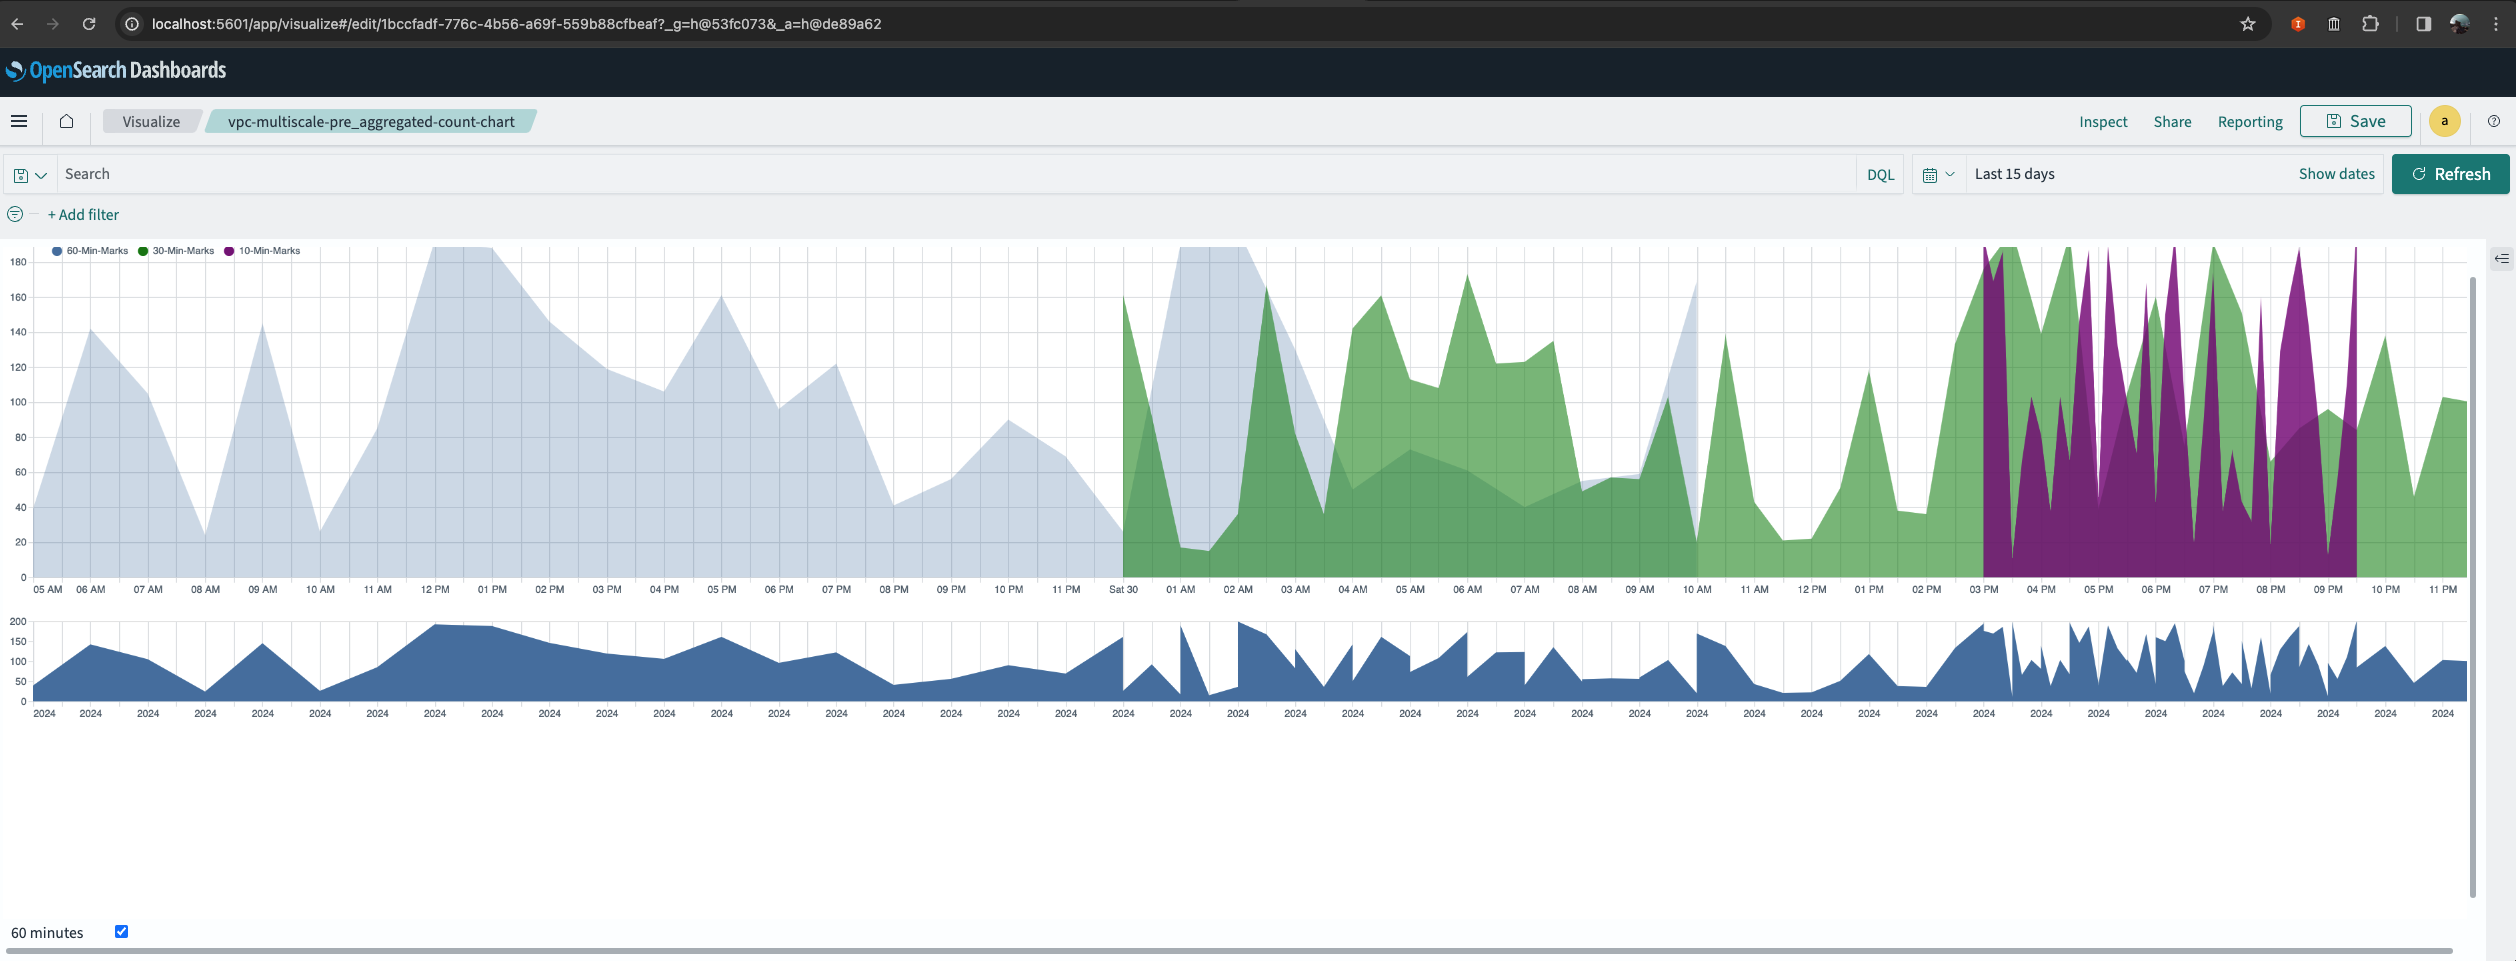 localhost:5601/app/visualize#/edit/1bccfadf-776c-4b56-a69f-559b88cfbeaf?_g=h@53fc073&_a=h@de89a62
OpenSearch Dashboards
Visualize vpc-multiscale-pre_aggregated-count-chart Inspect Share Reporting Save a
Search DQL Last 15 days Show dates Refresh
+ Add filter
60-Min-Marks 30-Min-Marks 10-Min-Marks
180
160
140
120
100
80
60
40
20
0
05 AM 06 AM 07 AM 08 AM 09 AM 10 AM 11 AM 12 PM 01 PM 02 PM 03 PM 04 PM 05 PM 06 PM 07 PM 08 PM 09 PM 10 PM 11 PM Sat 30 01 AM 02 AM 03 AM 04 AM 05 AM 06 AM 07 AM 08 AM 09 AM 10 AM 11 AM 12 PM 01 PM 02 PM 03 PM 04 PM 05 PM 06 PM 07 PM 08 PM 09 PM 10 PM 11 PM
200
150
100
50
0
2024 2024 2024 2024 2024 2024 2024 2024 2024 2024 2024 2024 2024 2024 2024 2024 2024 2024 2024 2024 2024 2024 2024 2024 2024 2024 2024 2024 2024 2024 2024 2024 2024 2024 2024 2024 2024 2024 2024 2024 2024 2024 2024
60 minutes